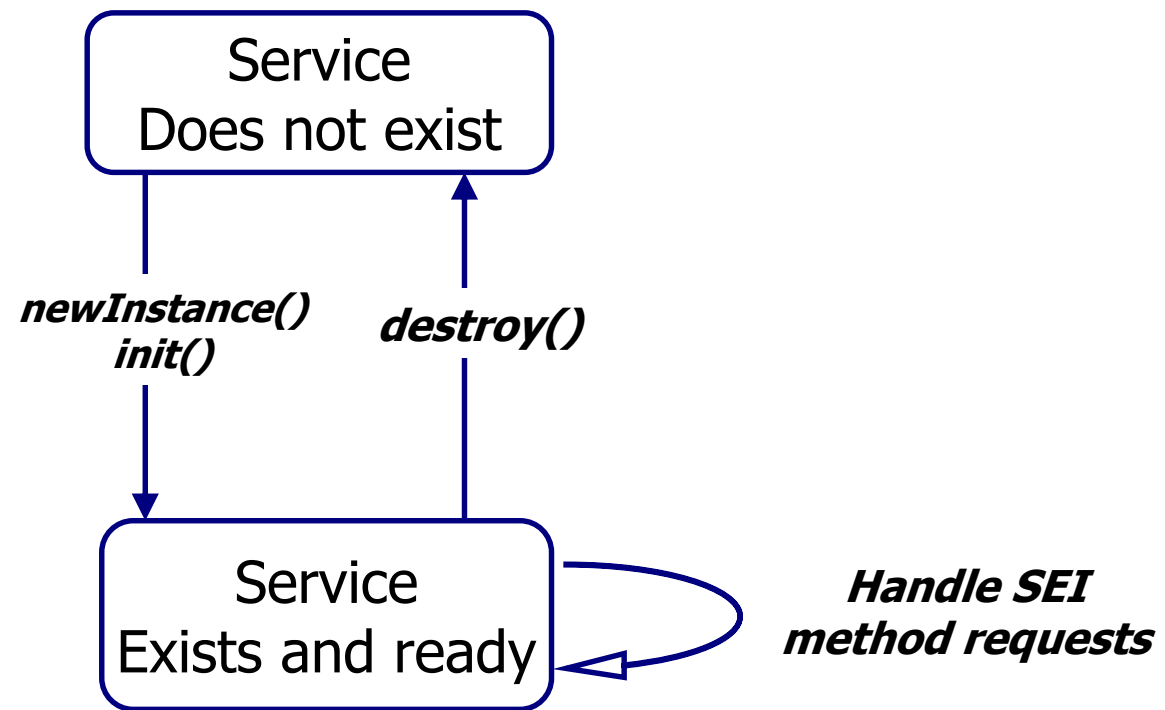 Service
Does not exist
newInstance()
init()
destroy()
Service
Exists and ready
Handle SEI
method requests